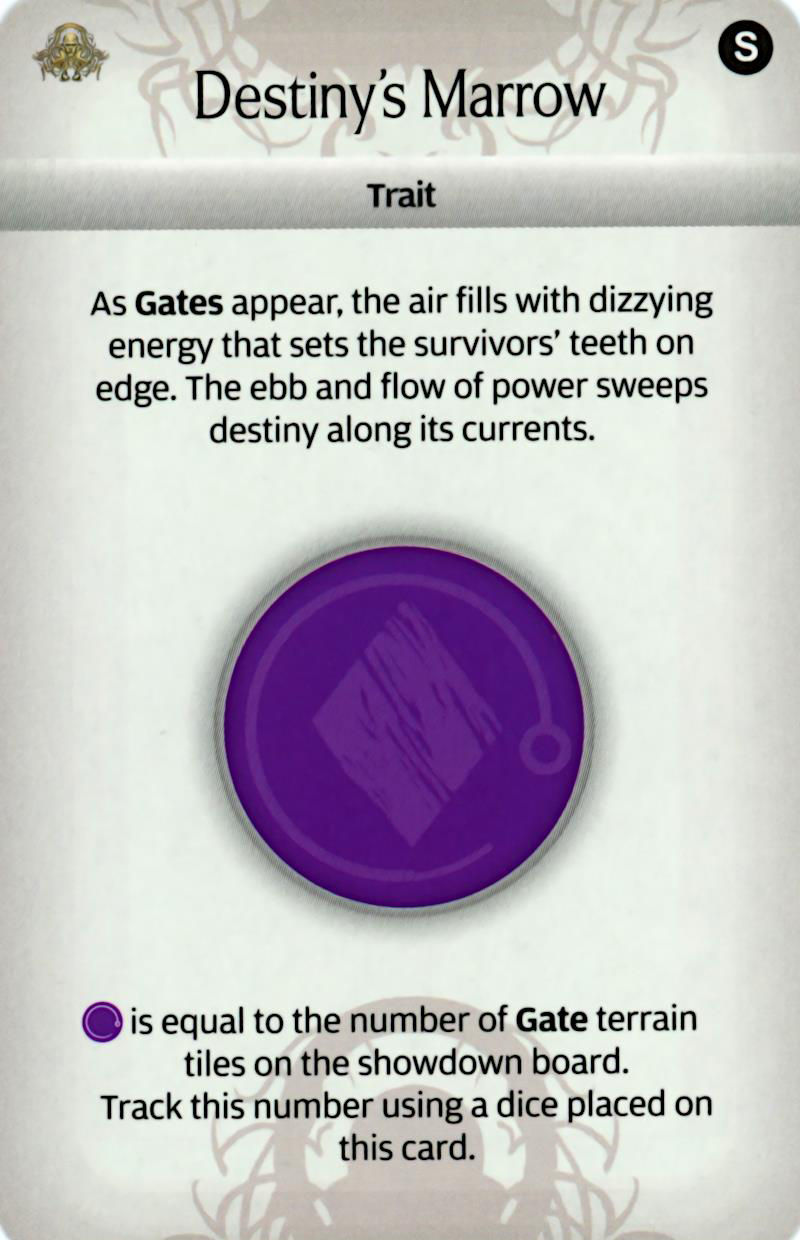 S
Destiny's Marrow
Trait
As Gates appear, the air fills with dizzying
energy that sets the survivors' teeth on
edge. The ebb and flow of power sweeps
destiny along its currents.
is equal to the number of Gate terrain
tiles on the showdown board.
Track this number using a dice placed on
this card.